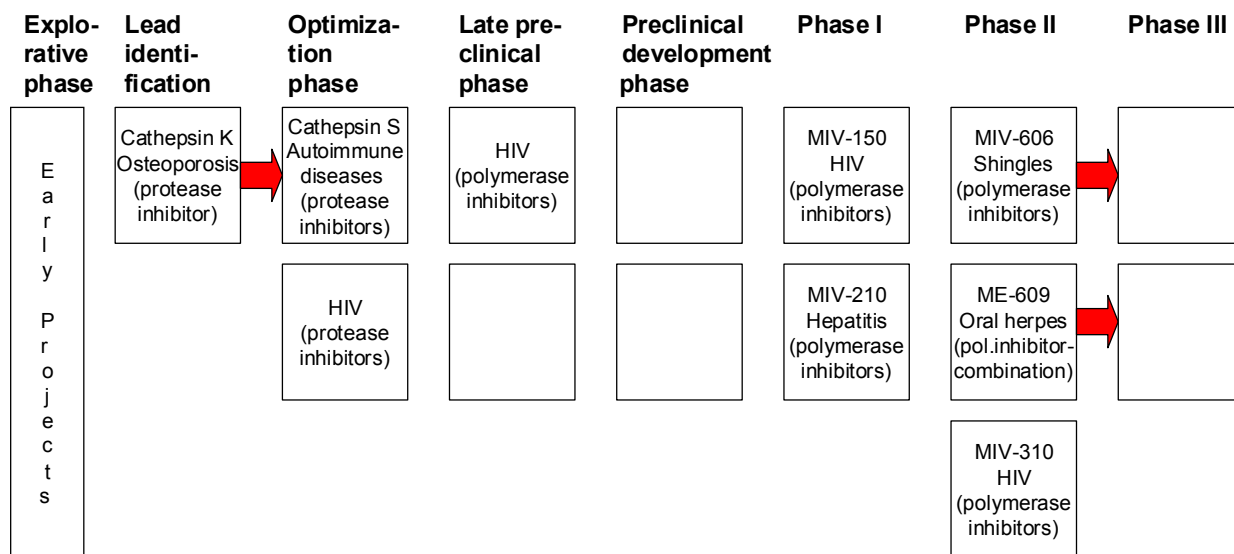 Explo-
rative
phase
Lead
identi-
fication
Optimiza-
tion
phase
Late pre-
clinical
phase
Preclinical
development
phase
Phase I
Phase II
Phase III
Early Projects
Cathepsin K
Osteoporosis
(protease
inhibitor)
Cathepsin S
Autoimmune
diseases
(protease
inhibitors)
HIV
(polymerase
inhibitors)
MIV-150
HIV
(polymerase
inhibitors)
MIV-606
Shingles
(polymerase
inhibitors)
HIV
(protease
inhibitors)
MIV-210
Hepatitis
(polymerase
inhibitors)
ME-609
Oral herpes
(pol.inhibitor-
combination)
MIV-310
HIV
(polymerase
inhibitors)